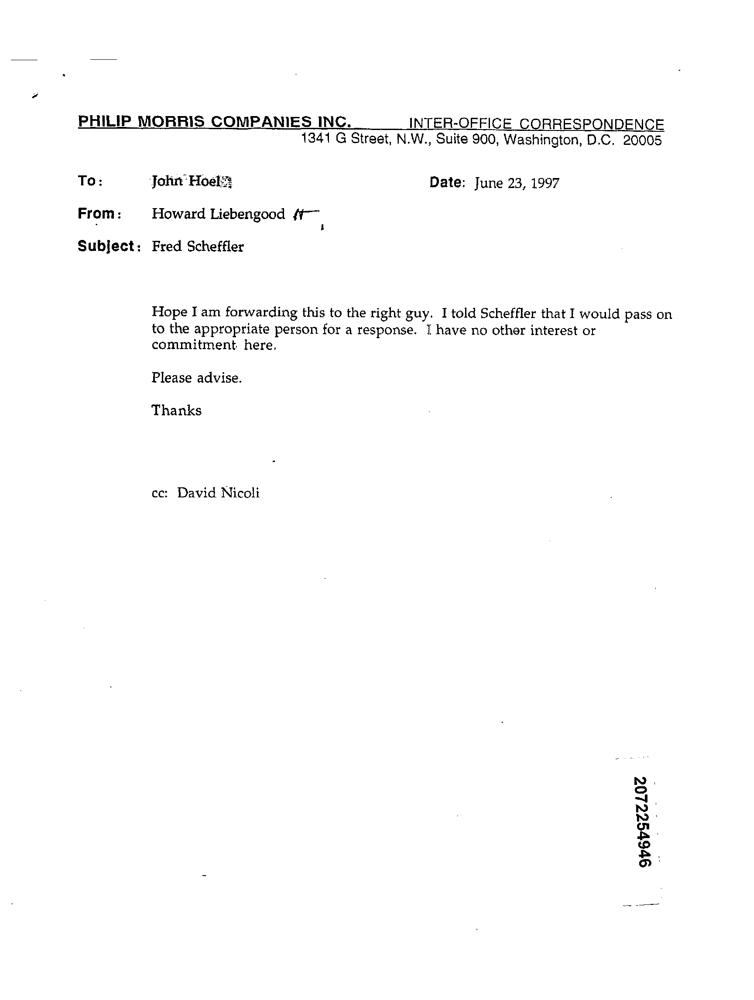 PHILIP MORRIS COMPANIES INC. INTER-OFFICE CORRESPONDENCE
1341 G Street, N.W., Suite 900, Washington, D.C. 20005
To: John Hoel
Date: June 23, 1997
From: Howard Liebengood
Subject: Fred Scheffler
Hope I am forwarding this to the right guy. I told Scheffler that I would pass on
to the appropriate person for a response. I have no other interest or
commitment here.
Please advise.
Thanks
cc: David Nicoli
2072254946